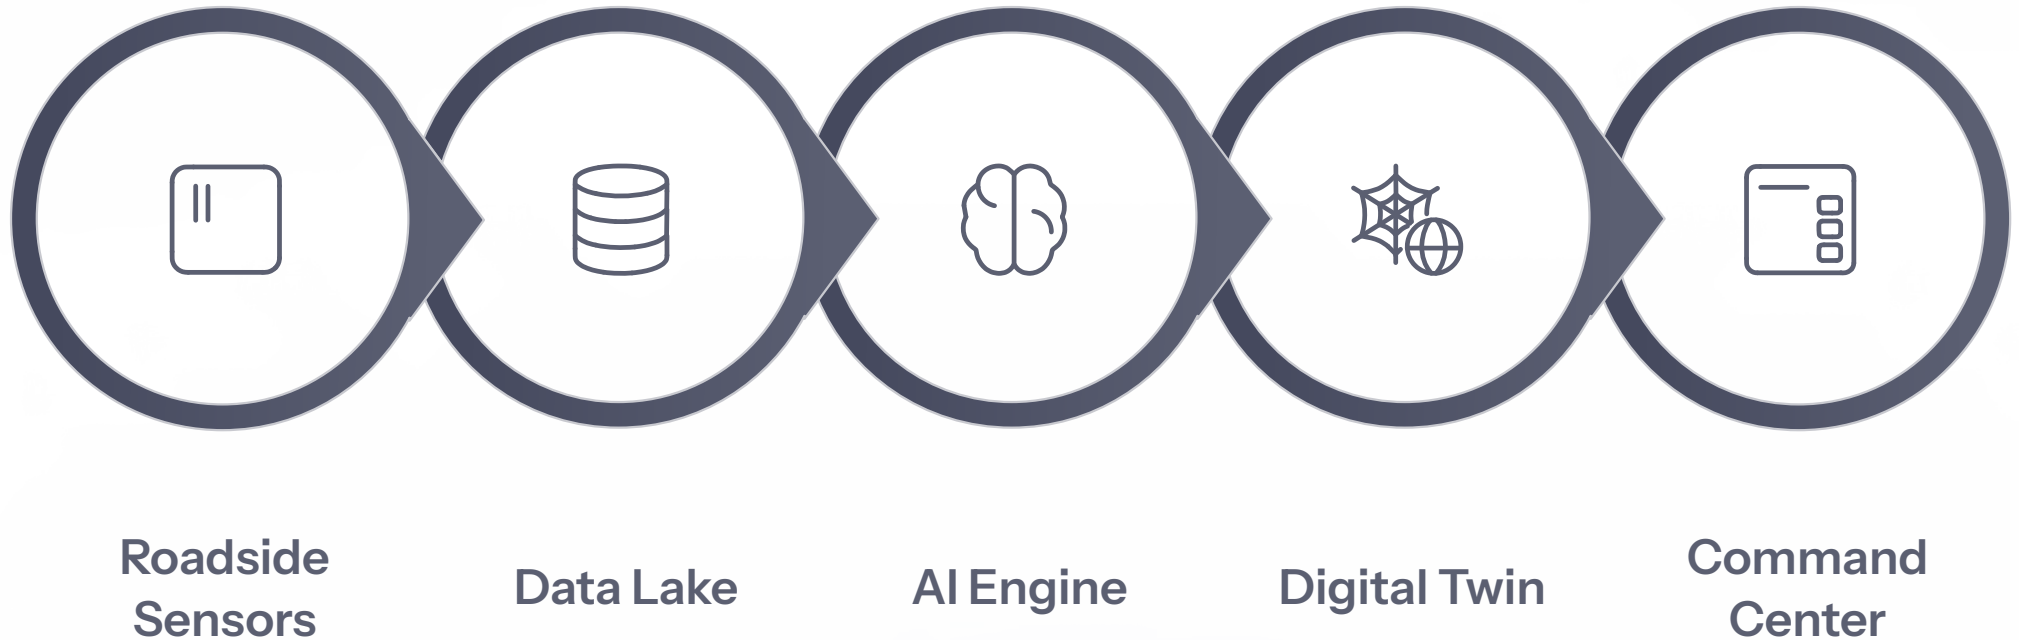 Roadside
Sensors
Data Lake
AI Engine
Digital Twin
Command
Center